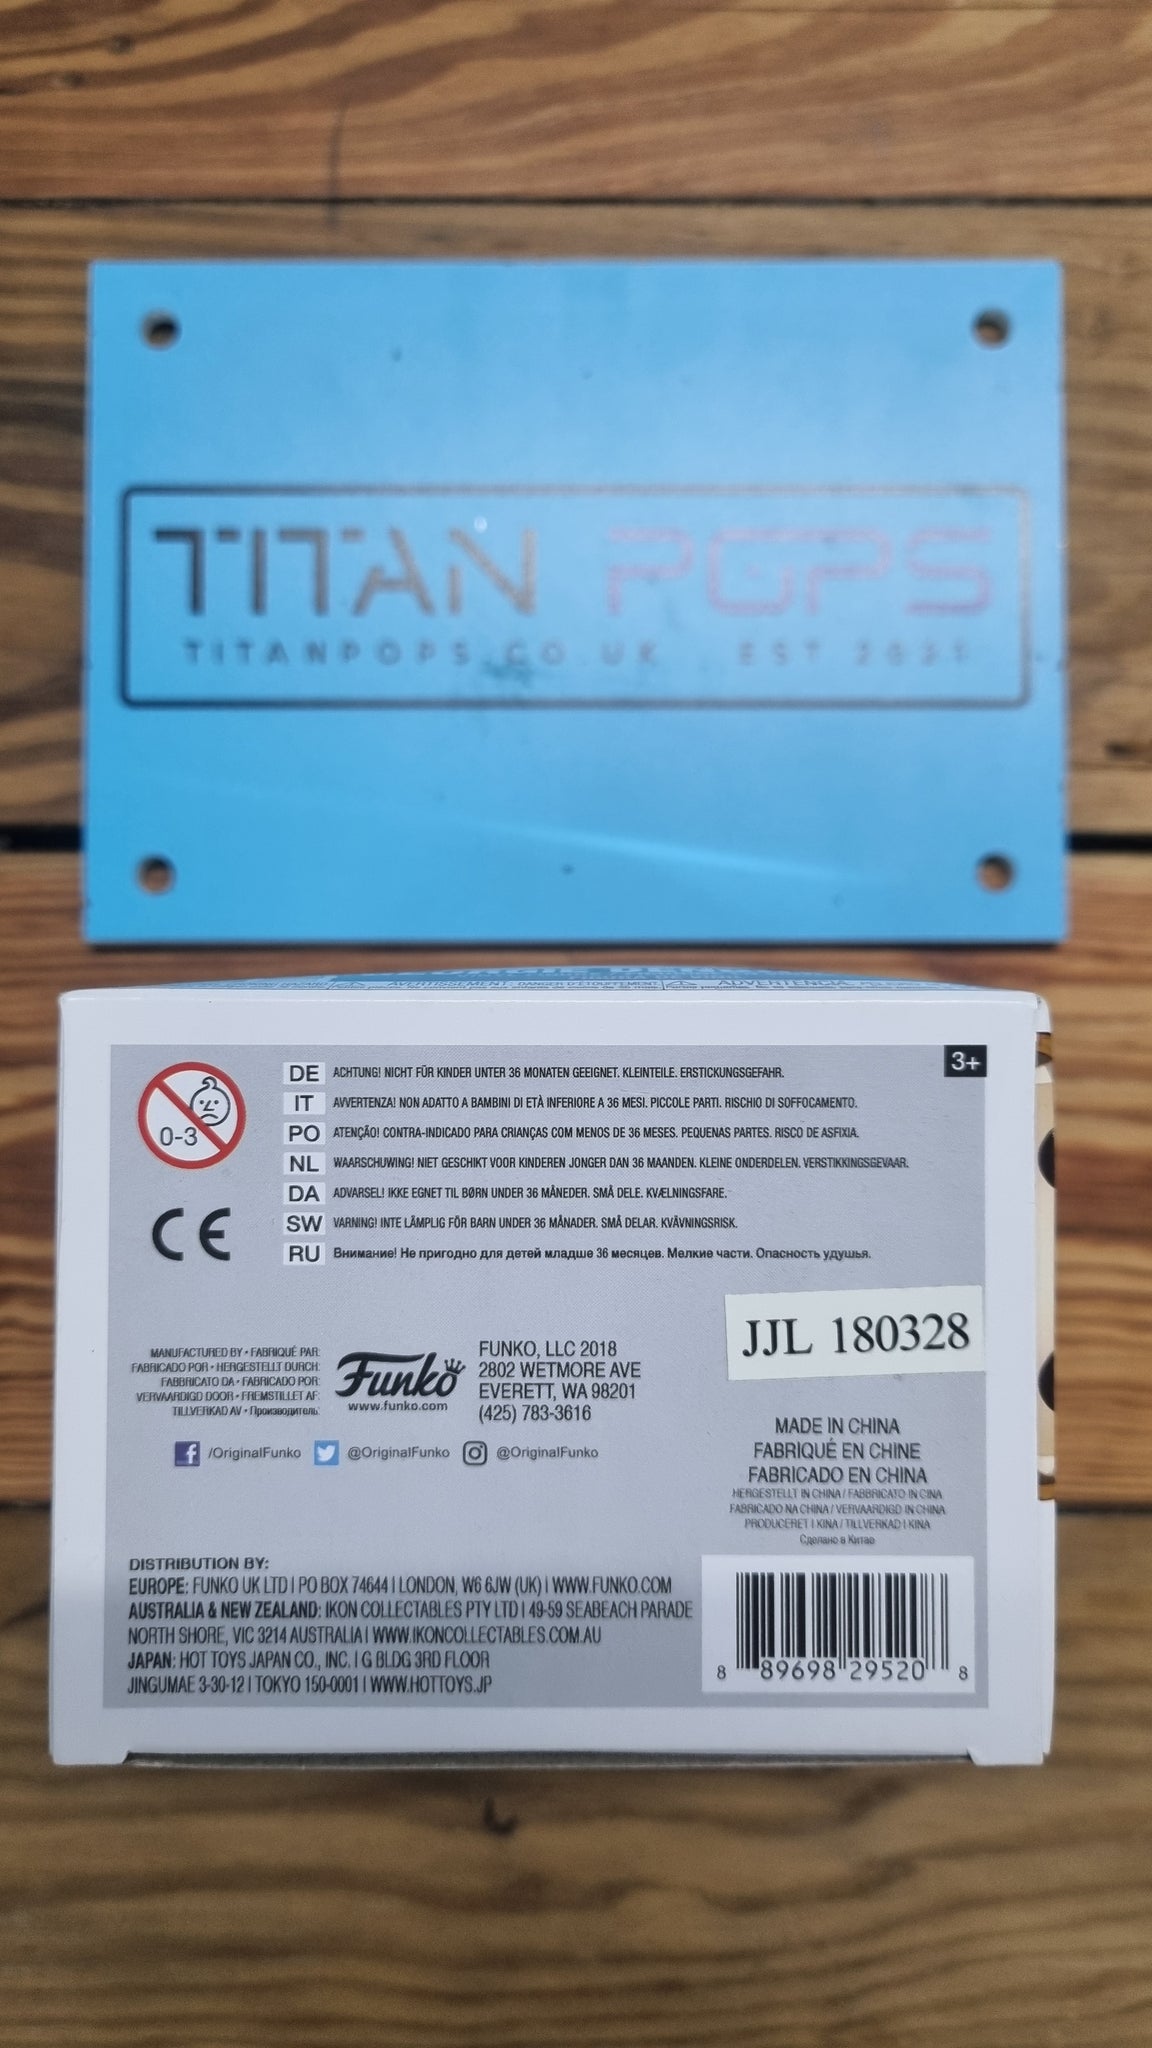 TITAN POPS
TITANPOPS.CO.UK EST 2021
AVERTISSEMENT: DANGER D'ÉTOUFFEMENT
ADVERTENCIA:
3+
0-3
DE ACHTUNG! NICHT FÜR KINDER UNTER 36 MONATEN GEEIGNET. KLEINTEILE. ERSTICKUNGSGEFAHR.
IT AVVERTENZA! NON ADATTO A BAMBINI DI ETÀ INFERIORE A 36 MESI. PICCOLE PARTI. RISCHIO DI SOFFOCAMENTO.
PO ATENÇÃO! CONTRA-INDICADO PARA CRIANÇAS COM MENOS DE 36 MESES. PEQUENAS PARTES. RISCO DE ASFIXIA.
NL WAARSCHUWING! NIET GESCHIKT VOOR KINDEREN JONGER DAN 36 MAANDEN. KLEINE ONDERDELEN. VERSTIKKINGSGEVAAR.
DA ADVARSEL! IKKE EGNET TIL BØRN UNDER 36 MÅNEDER. SMÅ DELE. KVÆLNINGSFARE.
SW VARNING! INTE LÄMPLIG FÖR BARN UNDER 36 MÅNADER. SMÅ DELAR. KVÄVNINGSRISK.
RU Внимание! Не пригодно для детей младше 36 месяцев. Мелкие части. Опасность удушья.
CE
JJL 180328
MANUFACTURED BY • FABRIQUÉ PAR:
FABRICADO POR • HERGESTELLT DURCH:
FABBRICATO DA • FABRICADO POR:
VERVAARDIGD DOOR • FREMSTILLET AF:
TILLVERKAD AV • Производитель:
Funko
www.funko.com
FUNKO, LLC 2018
2802 WETMORE AVE
EVERETT, WA 98201
(425) 783-3616
f /OriginalFunko @OriginalFunko @OriginalFunko
MADE IN CHINA
FABRIQUÉ EN CHINE
FABRICADO EN CHINA
HERGESTELLT IN CHINA / FABBRICATO IN CINA
FABRICADO NA CHINA / VERVAARDIGD IN CHINA
PRODUCERET I KINA / TILLVERKAD I KINA
Сделано в Китае
DISTRIBUTION BY:
EUROPE: FUNKO UK LTD | PO BOX 74644 | LONDON, W6 6JW (UK) | WWW.FUNKO.COM
AUSTRALIA & NEW ZEALAND: IKON COLLECTABLES PTY LTD | 49-59 SEABEACH PARADE
NORTH SHORE, VIC 3214 AUSTRALIA | WWW.IKONCOLLECTABLES.COM.AU
JAPAN: HOT TOYS JAPAN CO., INC. | G BLDG 3RD FLOOR
JINGUMAE 3-30-12 | TOKYO 150-0001 | WWW.HOTTOYS.JP
8 89698 29520 8